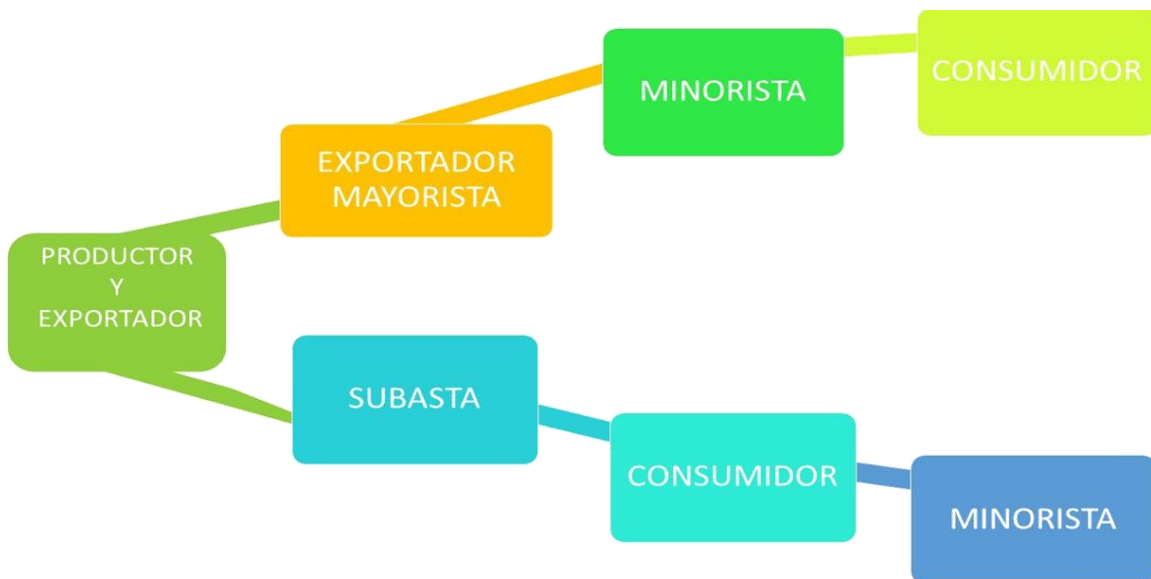 PRODUCTOR
Y
EXPORTADOR
EXPORTADOR
MAYORISTA
MINORISTA
CONSUMIDOR
SUBASTA
CONSUMIDOR
MINORISTA